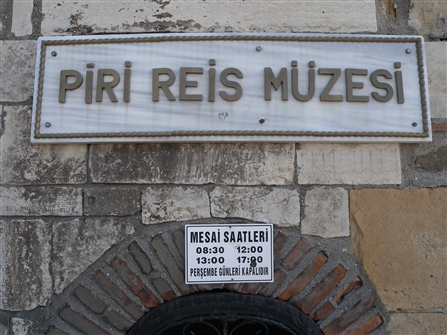 PİRİ REİS MÜZESİ
MESAİ SAATLERİ
08:30 12:00
13:00 17:00
PERŞEMBE GÜNLERİ KAPALIDIR